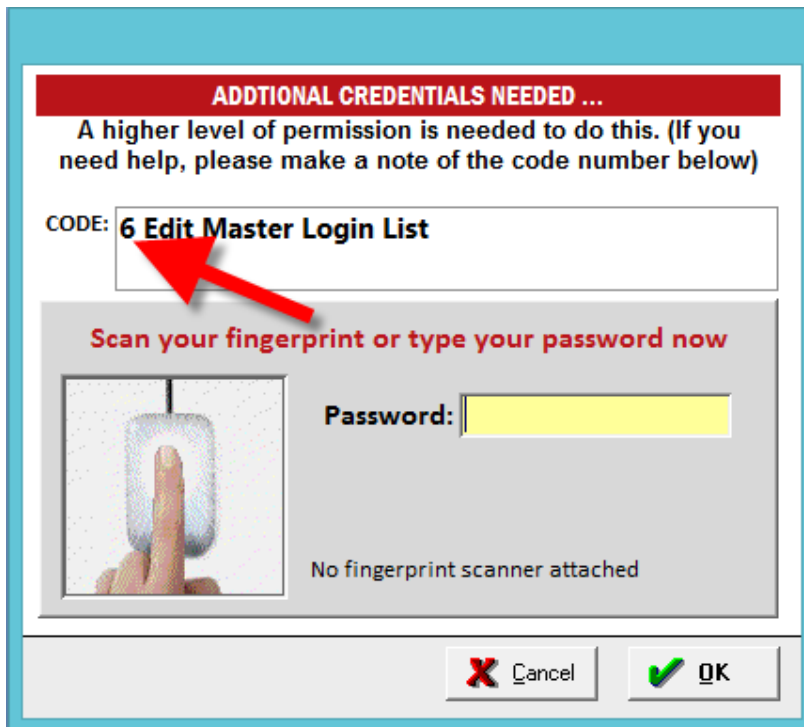 ADDTIONAL CREDENTIALS NEEDED ...
A higher level of permission is needed to do this. (If you
need help, please make a note of the code number below)
CODE: 6 Edit Master Login List
Scan your fingerprint or type your password now
Password:
No fingerprint scanner attached
Cancel OK